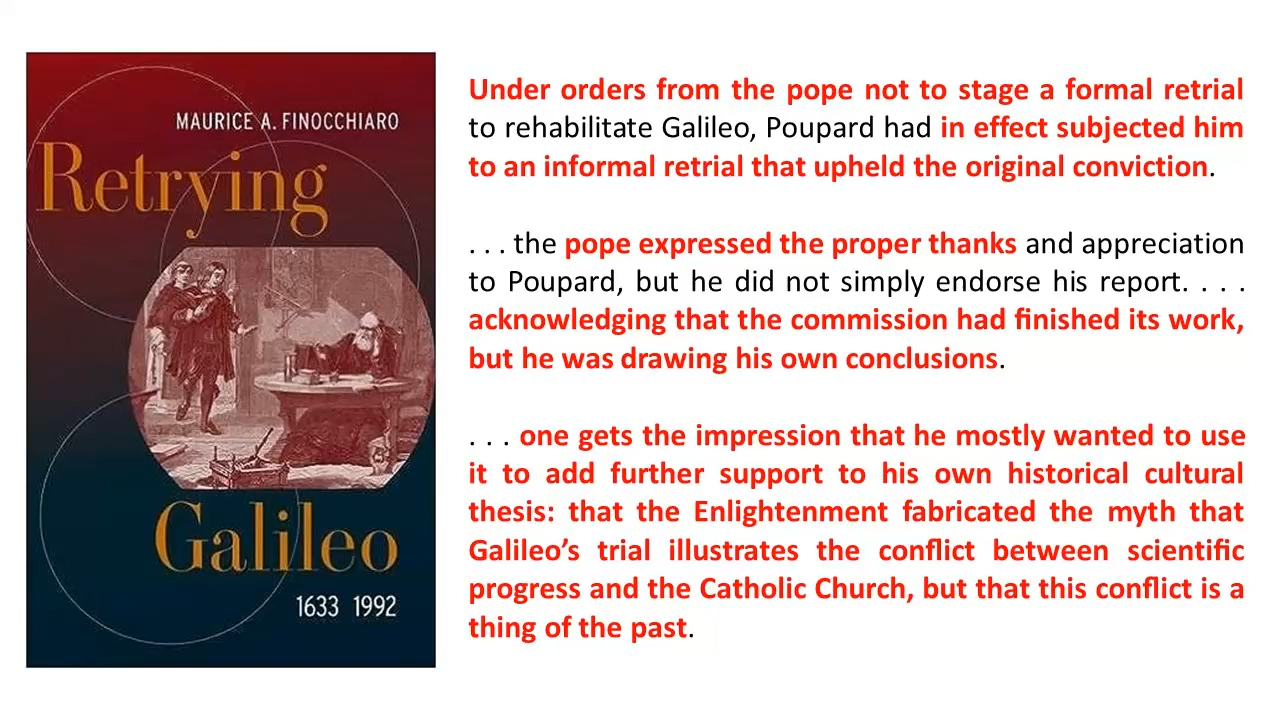 MAURICE A. FINOCCHIARO
Retrying
Galileo
1633 1992
Under orders from the pope not to stage a formal retrial
to rehabilitate Galileo, Poupard had in effect subjected him
to an informal retrial that upheld the original conviction.
. . . the pope expressed the proper thanks and appreciation
to Poupard, but he did not simply endorse his report. . . .
acknowledging that the commission had finished its work,
but he was drawing his own conclusions.
. . . one gets the impression that he mostly wanted to use
it to add further support to his own historical cultural
thesis: that the Enlightenment fabricated the myth that
Galileo’s trial illustrates the conflict between scientific
progress and the Catholic Church, but that this conflict is a
thing of the past.